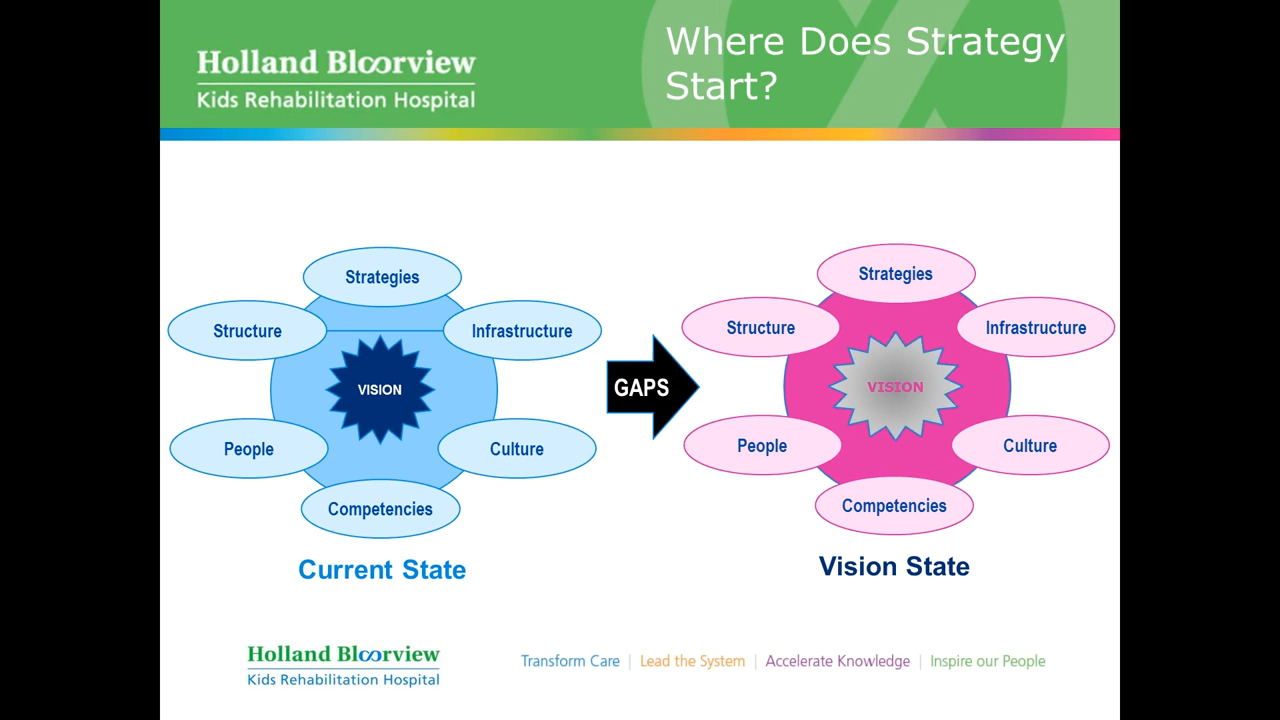 Holland Bloorview
Kids Rehabilitation Hospital
Where Does Strategy
Start?
Strategies
Structure
Infrastructure
VISION
People
Culture
Competencies
Current State
GAPS
Strategies
Structure
Infrastructure
VISION
People
Culture
Competencies
Vision State
Holland Bloorview
Kids Rehabilitation Hospital
Transform Care | Lead the System | Accelerate Knowledge | Inspire our People